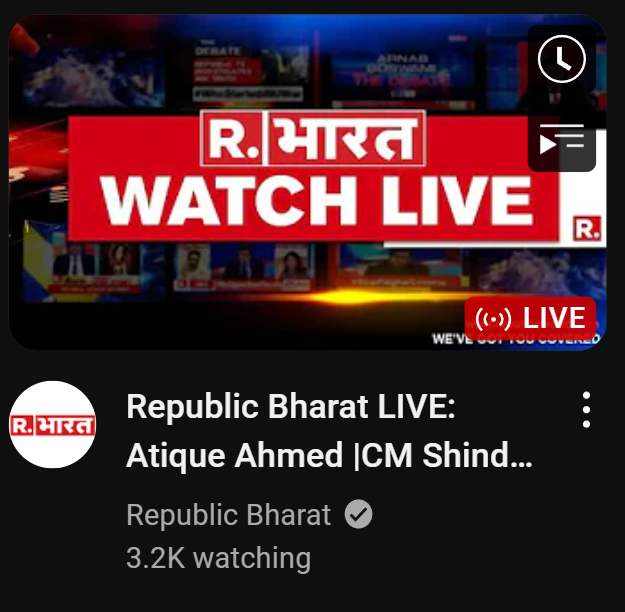 THE DEBATE
ARNAB
GOSWAMI
THE DEBATE
R.भारत
WATCH LIVE
R.
LIVE
WE'VE GOT YOU COVERED
R.भारत
Republic Bharat LIVE:
Atique Ahmed |CM Shind...
Republic Bharat
3.2K watching